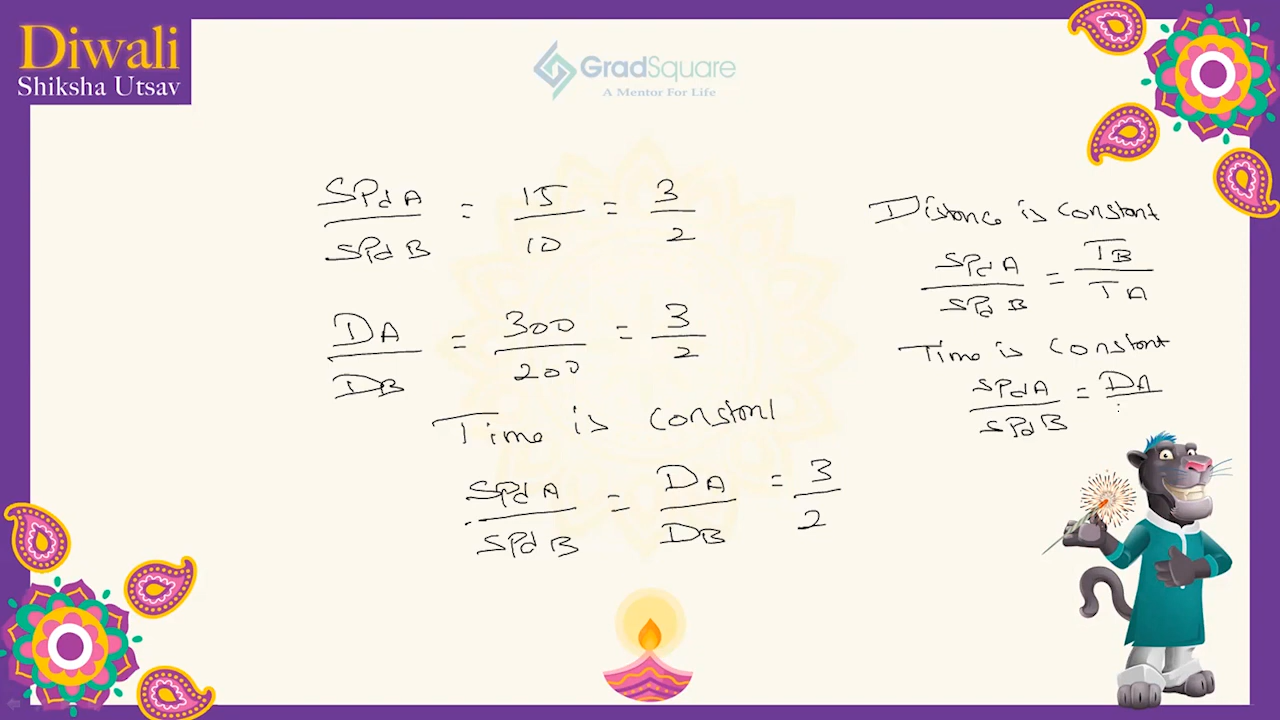 Diwali
Shiksha Utsav
GradSquare
A Mentor For Life
SPd A / SPd B = 15 / 10 = 3 / 2
DA / DB = 300 / 200 = 3 / 2
Time is constant
SPd A / SPd B = DA / DB = 3 / 2
Distance is constant
SPd A / SPd B = TB / TA
Time is constant
SPd A / SPd B = DA /